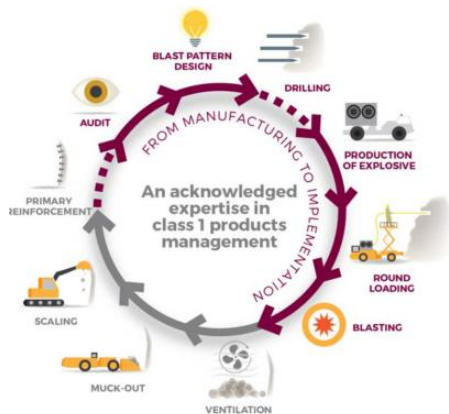 BLAST PATTERN
DESIGN
DRILLING
PRODUCTION
OF EXPLOSIVE
ROUND
LOADING
BLASTING
VENTILATION
MUCK-OUT
SCALING
PRIMARY
REINFORCEMENT
AUDIT
FROM MANUFACTURING TO IMPLEMENTATION
An acknowledged
expertise in
class 1 products
management